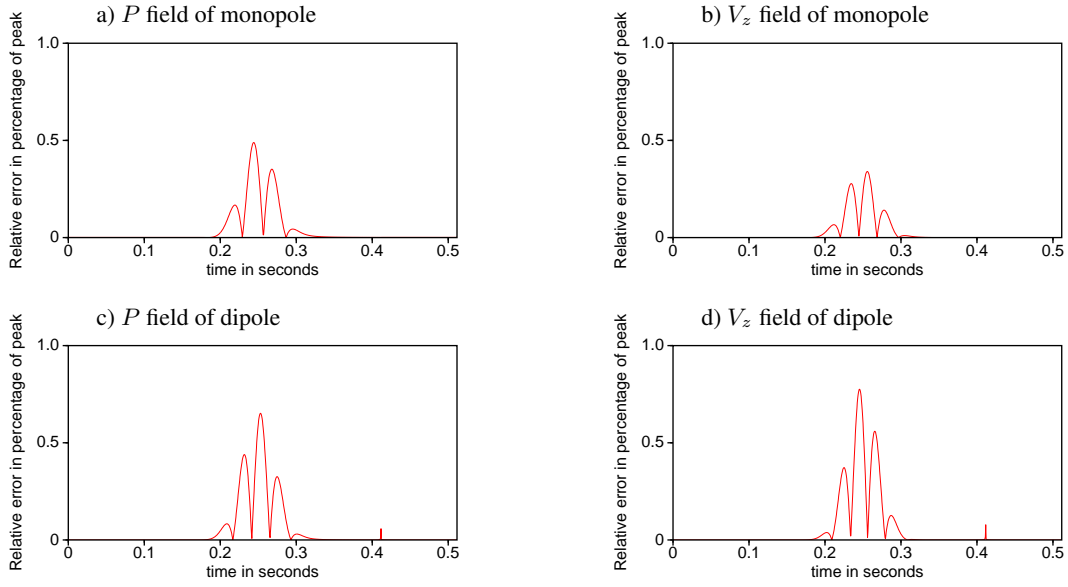 a) P field of monopole
Relative error in percentage of peak
1.0
0.5
0
0 0.1 0.2 0.3 0.4 0.5
time in seconds
b) V_z field of monopole
Relative error in percentage of peak
1.0
0.5
0
0 0.1 0.2 0.3 0.4 0.5
time in seconds
c) P field of dipole
Relative error in percentage of peak
1.0
0.5
0
0 0.1 0.2 0.3 0.4 0.5
time in seconds
d) V_z field of dipole
Relative error in percentage of peak
1.0
0.5
0
0 0.1 0.2 0.3 0.4 0.5
time in seconds